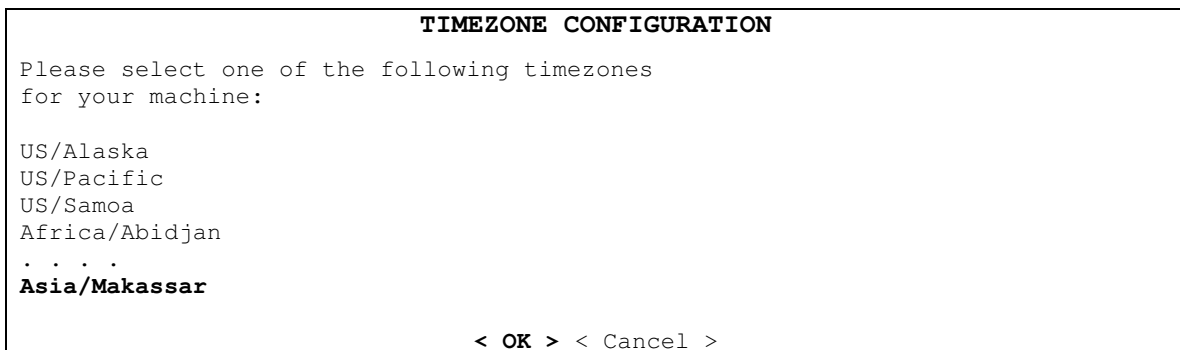 TIMEZONE CONFIGURATION
Please select one of the following timezones
for your machine:
US/Alaska
US/Pacific
US/Samoa
Africa/Abidjan
. . . .
Asia/Makassar
< OK > < Cancel >